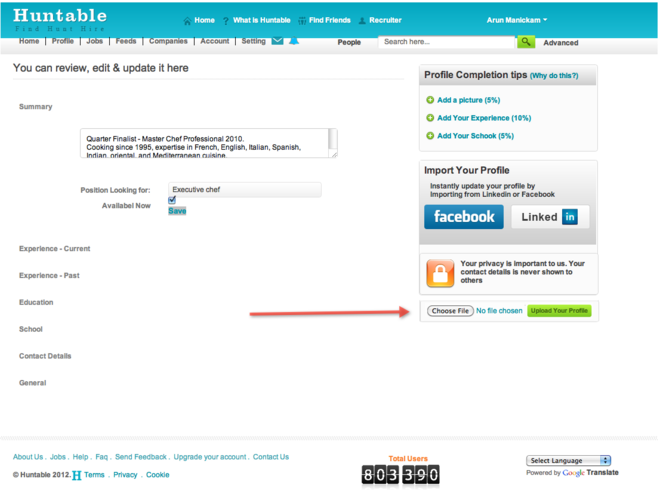 Huntable
Find Hunt Hire
Home ? What is Huntable Find Friends Recruiter
Arun Manickam
Home | Profile | Jobs | Feeds | Companies | Account | Setting
People Search here... Advanced
You can review, edit & update it here
Summary
Quarter Finalist - Master Chef Professional 2010.
Cooking since 1995, expertise in French, English, Italian, Spanish,
Indian, oriental, and Mediterranean cuisine.
Position Looking for: Executive chef
Availabel Now
Save
Experience - Current
Experience - Past
Education
School
Contact Details
General
Profile Completion tips (Why do this?)
Add a picture (5%)
Add Your Experience (10%)
Add Your Schook (5%)
Import Your Profile
Instantly update your profile by
Importing from Linkedin or Facebook
facebook Linked in
Your privacy is important to us. Your
contact details is never shown to
others
Choose File No file chosen Upload Your Profile
About Us . Jobs . Help . Faq . Send Feedback . Upgrade your account . Contact Us
© Huntable 2012. H Terms . Privacy . Cookie
Total Users
803390
Select Language
Powered by Google Translate